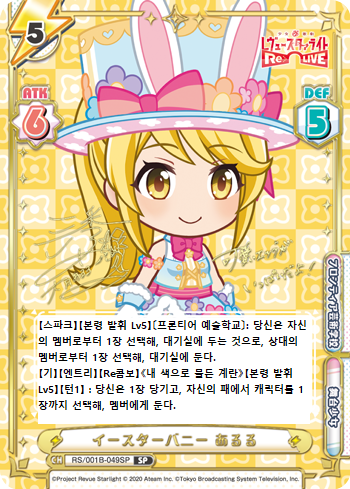 5
少女☆歌劇
レヴュースタァライト
Re LIVE
ATK
6
DEF
5
フロンティア芸術学校
舞台少女
【스파크】【본령 발휘 Lv5】【프론티어 예술학교】: 당신은 자신
의 멤버로부터 1장 선택해, 대기실에 두는 것으로, 상대의
멤버로부터 1장 선택해, 대기실에 둔다.
【기】【엔트리】【Re콤보】《내 색으로 물든 계란》【본령 발휘
Lv5】【턴1】 : 당신은 1장 당기고, 자신의 패에서 캐릭터를 1
장까지 선택해, 멤버에게 둔다.
イースターバニー あるる
CH RS/001B-049SP SP
©Project Revue Starlight © 2020 Ateam Inc. ©Tokyo Broadcasting System Television, Inc.